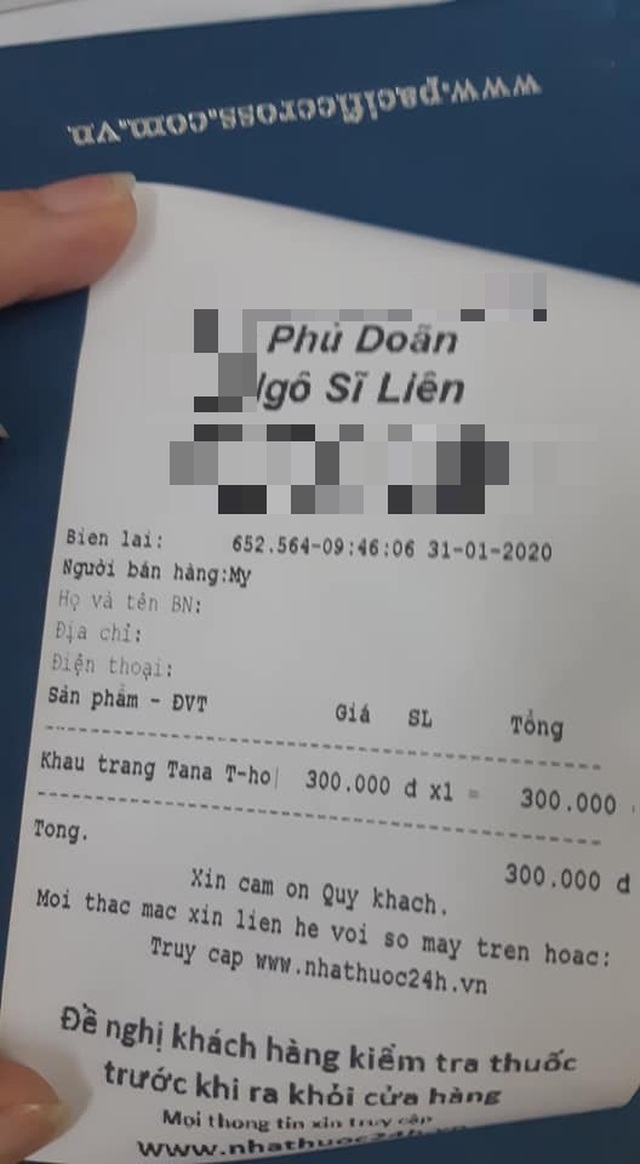 www.pacificcross.com.vn
Phủ Doãn
Sĩ Liên
Bien lai: 652.564-09:46:06 31-01-2020
Người bán hàng:My
Họ và tên BN:
Địa chỉ:
Điện thoại:
Sản phẩm - ĐVT Giá SL Tổng
Khau trang Tana T-ho 300.000 đ x1 = 300.000
Tong. 300.000 đ
Xin cam on Quy khach.
Moi thac mac xin lien he voi so may tren hoac:
Truy cap www.nhathuoc24h.vn
Đề nghị khách hàng kiểm tra thuốc
trước khi ra khỏi cửa hàng
Mọi thong tin xin truy cập
www.nhathuoc24h.vn